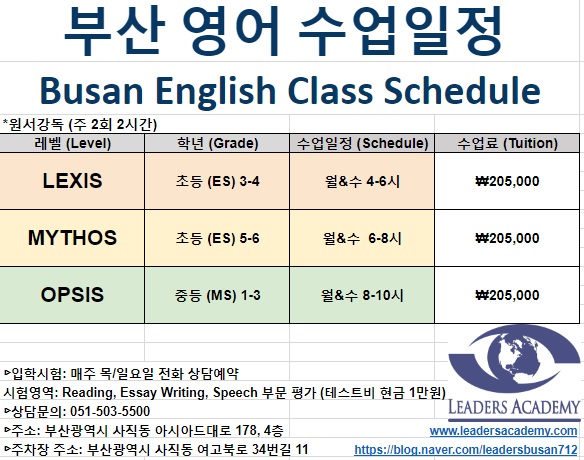 부산 영어 수업일정
Busan English Class Schedule
*원서강독 (주 2회 2시간)
레벨 (Level) 학년 (Grade) 수업일정 (Schedule) 수업료 (Tuition)
LEXIS 초등 (ES) 3-4 월&수 4-6시 ₩205,000
MYTHOS 초등 (ES) 5-6 월&수 6-8시 ₩205,000
OPSIS 중등 (MS) 1-3 월&수 8-10시 ₩205,000
▷입학시험: 매주 목/일요일 전화 상담예약
시험영역: Reading, Essay Writing, Speech 부문 평가 (테스트비 현금 1만원)
▷상담문의: 051-503-5500
▷주소: 부산광역시 사직동 아시아드대로 178, 4층
▷주차장 주소: 부산광역시 사직동 여고북로 34번길 11
LEADERS ACADEMY
www.leadersacademy.com
https://blog.naver.com/leadersbusan712